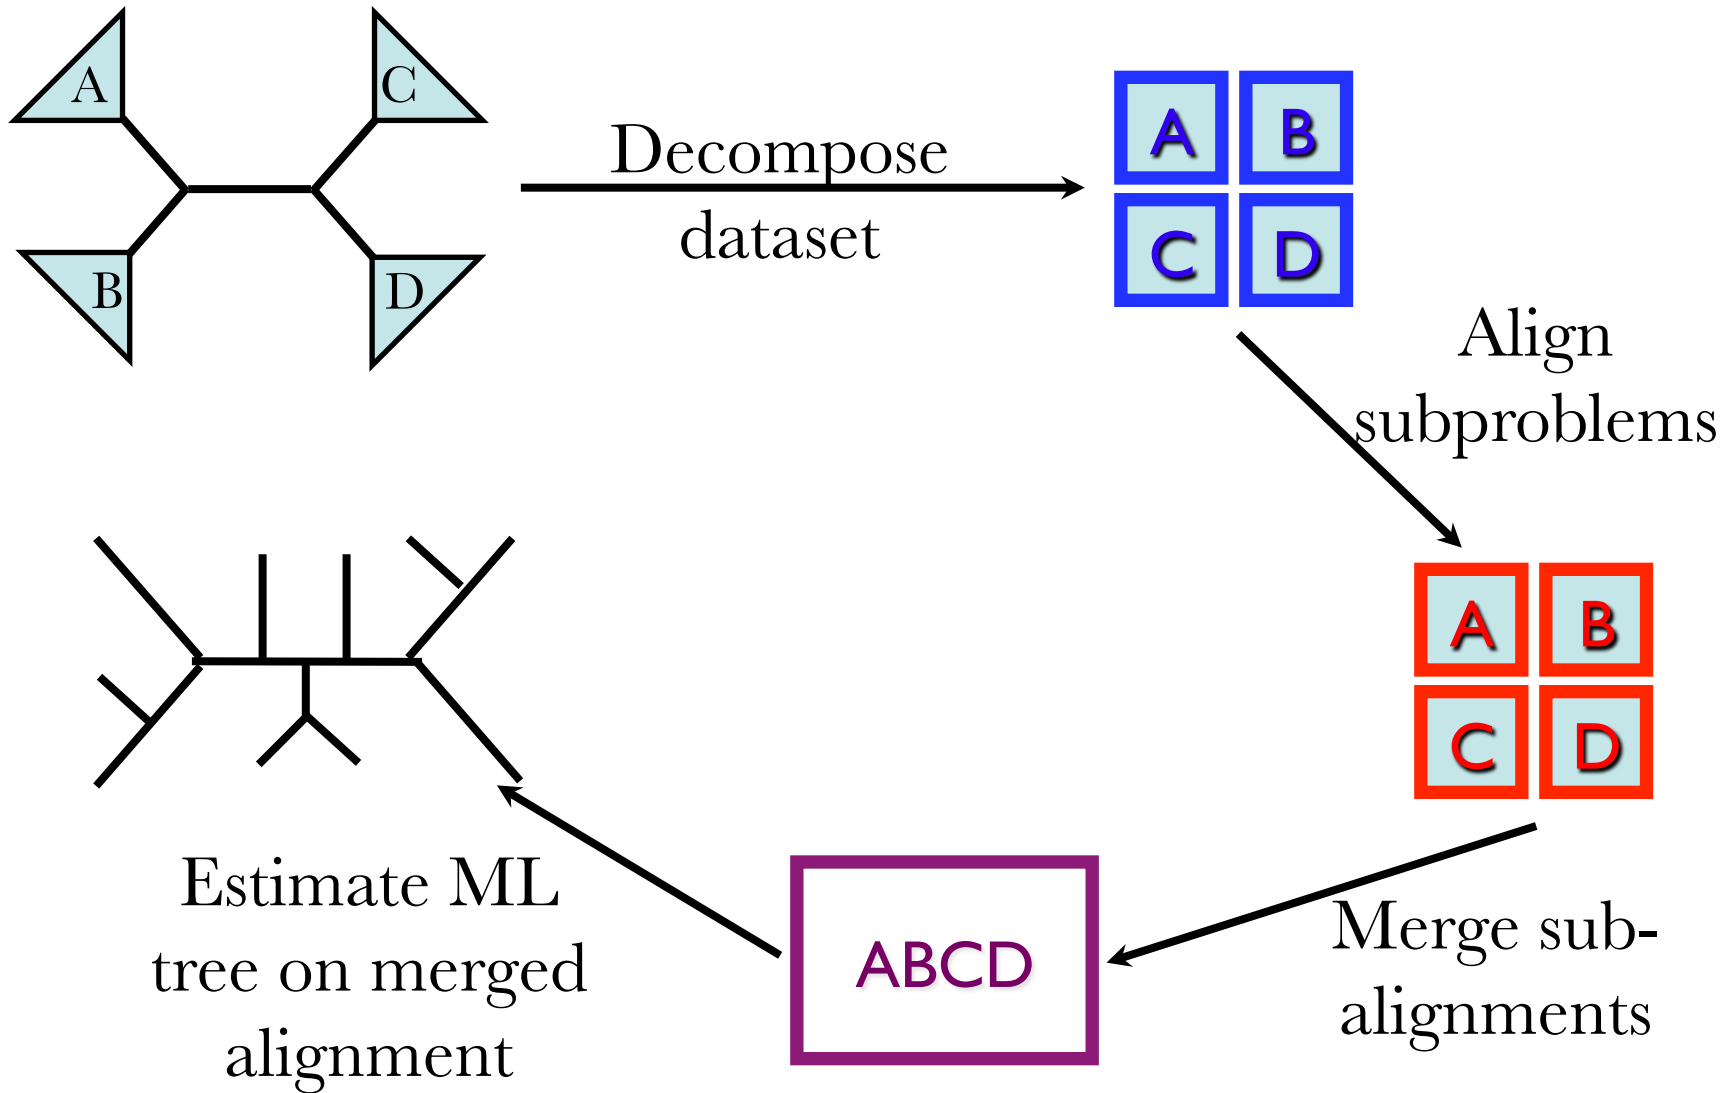 A
C
B
D
Decompose
dataset
A B
C D
Align
subproblems
A B
C D
Merge sub-
alignments
ABCD
Estimate ML
tree on merged
alignment